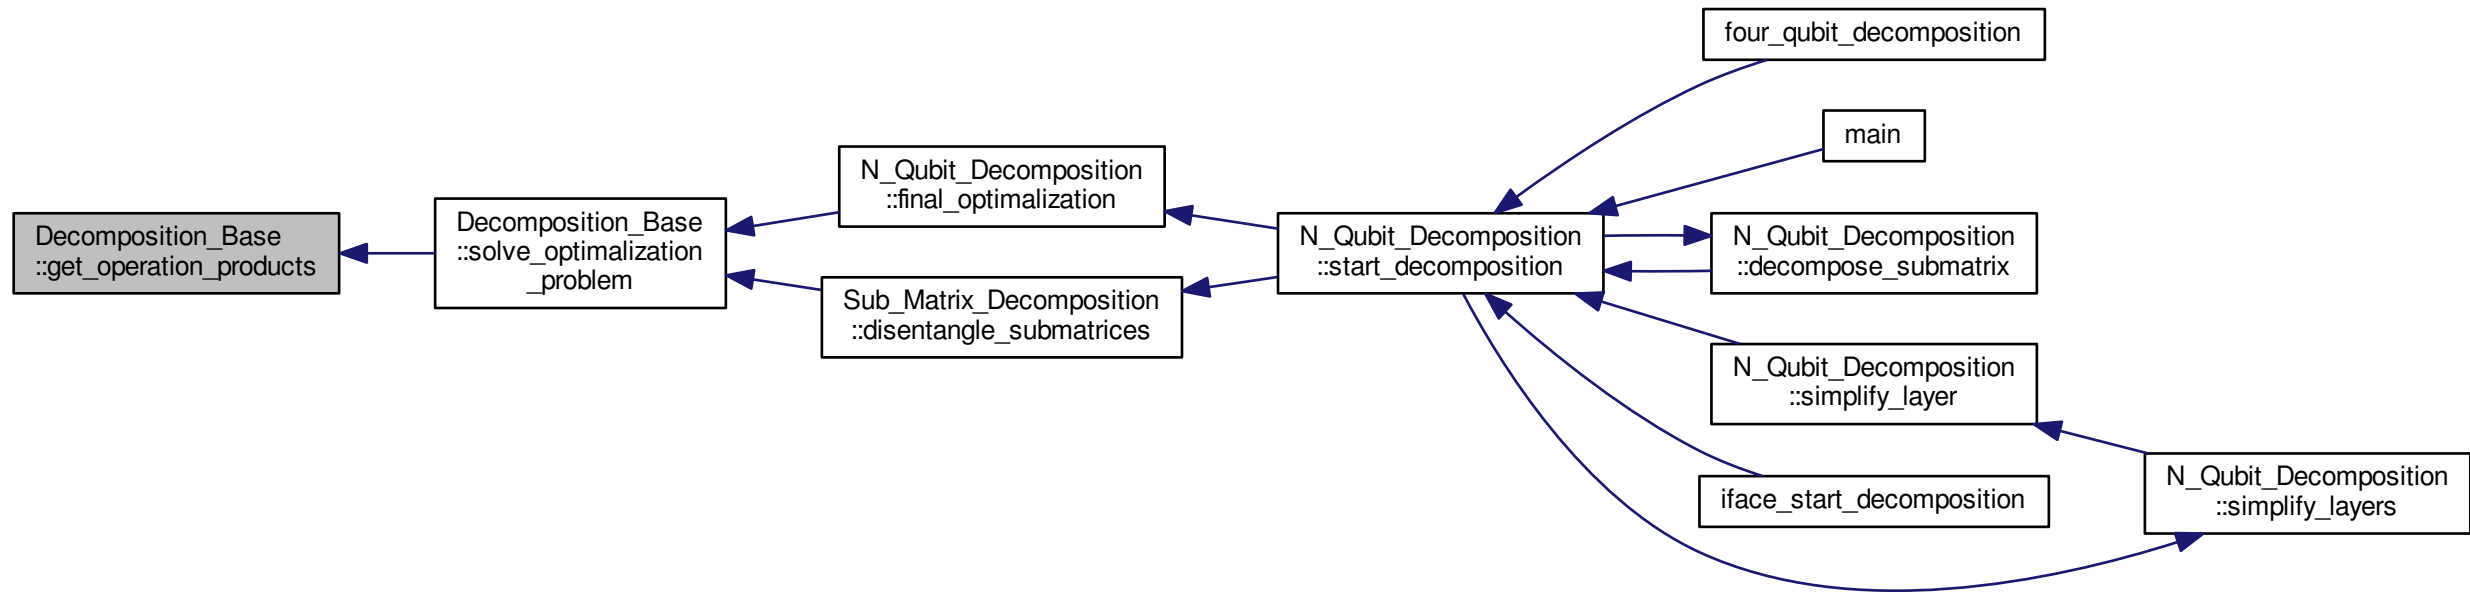 Decomposition_Base
::get_operation_products
Decomposition_Base
::solve_optimalization
_problem
N_Qubit_Decomposition
::final_optimalization
Sub_Matrix_Decomposition
::disentangle_submatrices
N_Qubit_Decomposition
::start_decomposition
four_qubit_decomposition
main
N_Qubit_Decomposition
::decompose_submatrix
N_Qubit_Decomposition
::simplify_layer
iface_start_decomposition
N_Qubit_Decomposition
::simplify_layers